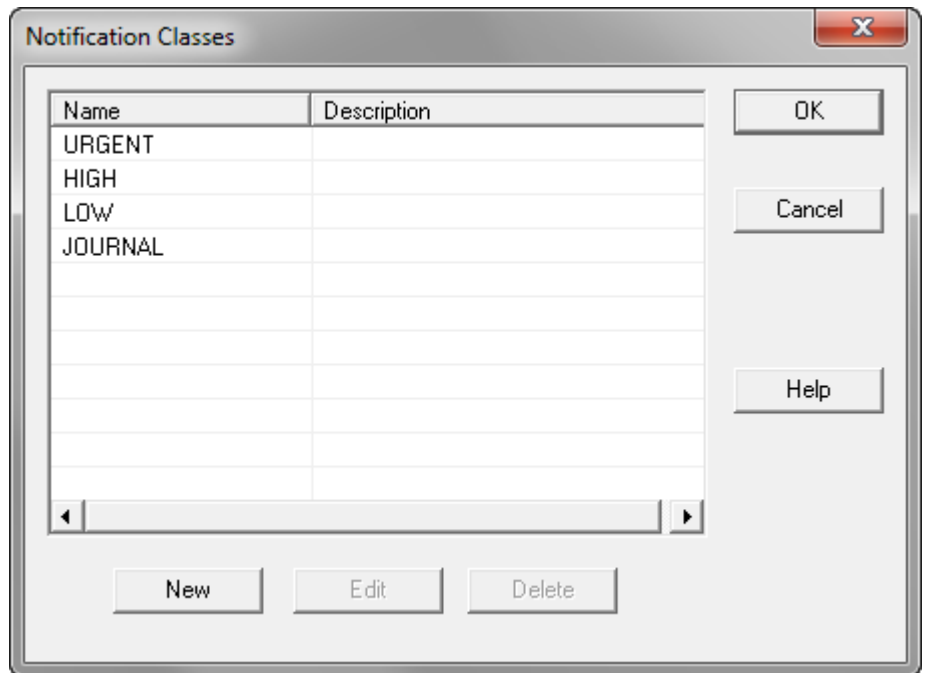 Notification Classes
Name Description
URGENT
HIGH
LOW
JOURNAL
OK
Cancel
Help
New Edit Delete